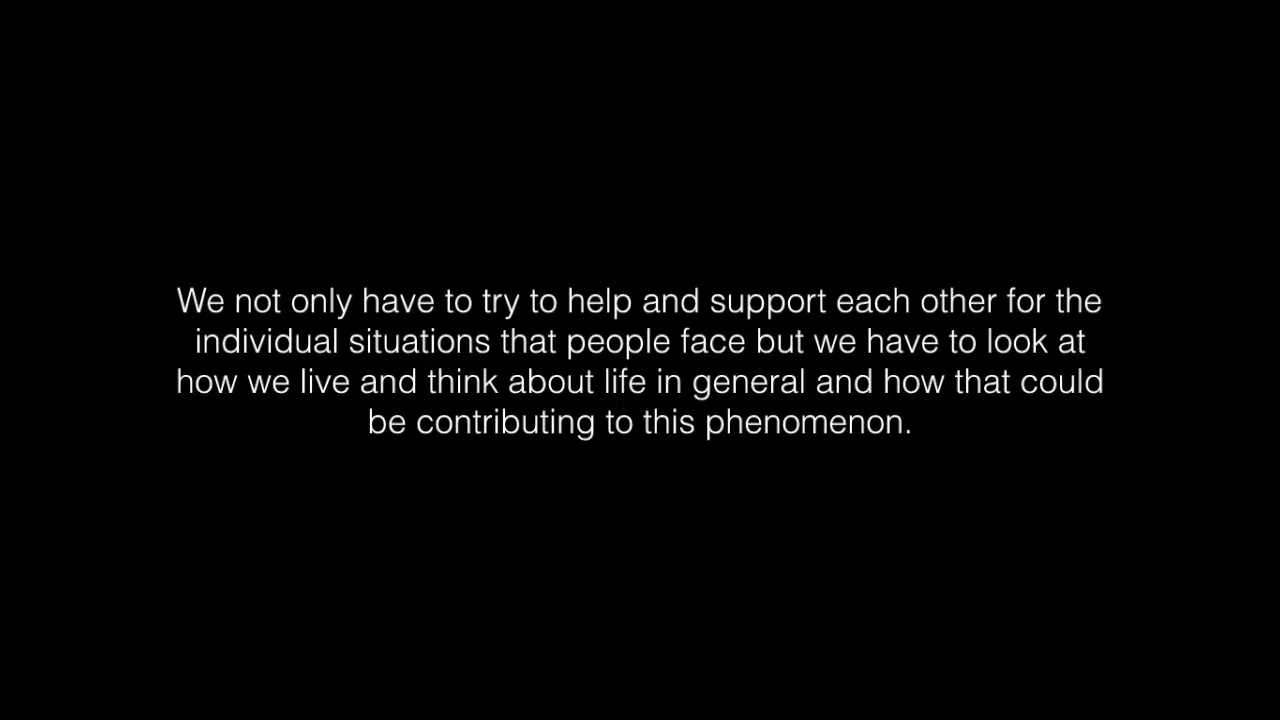 We not only have to try to help and support each other for the
individual situations that people face but we have to look at
how we live and think about life in general and how that could
be contributing to this phenomenon.